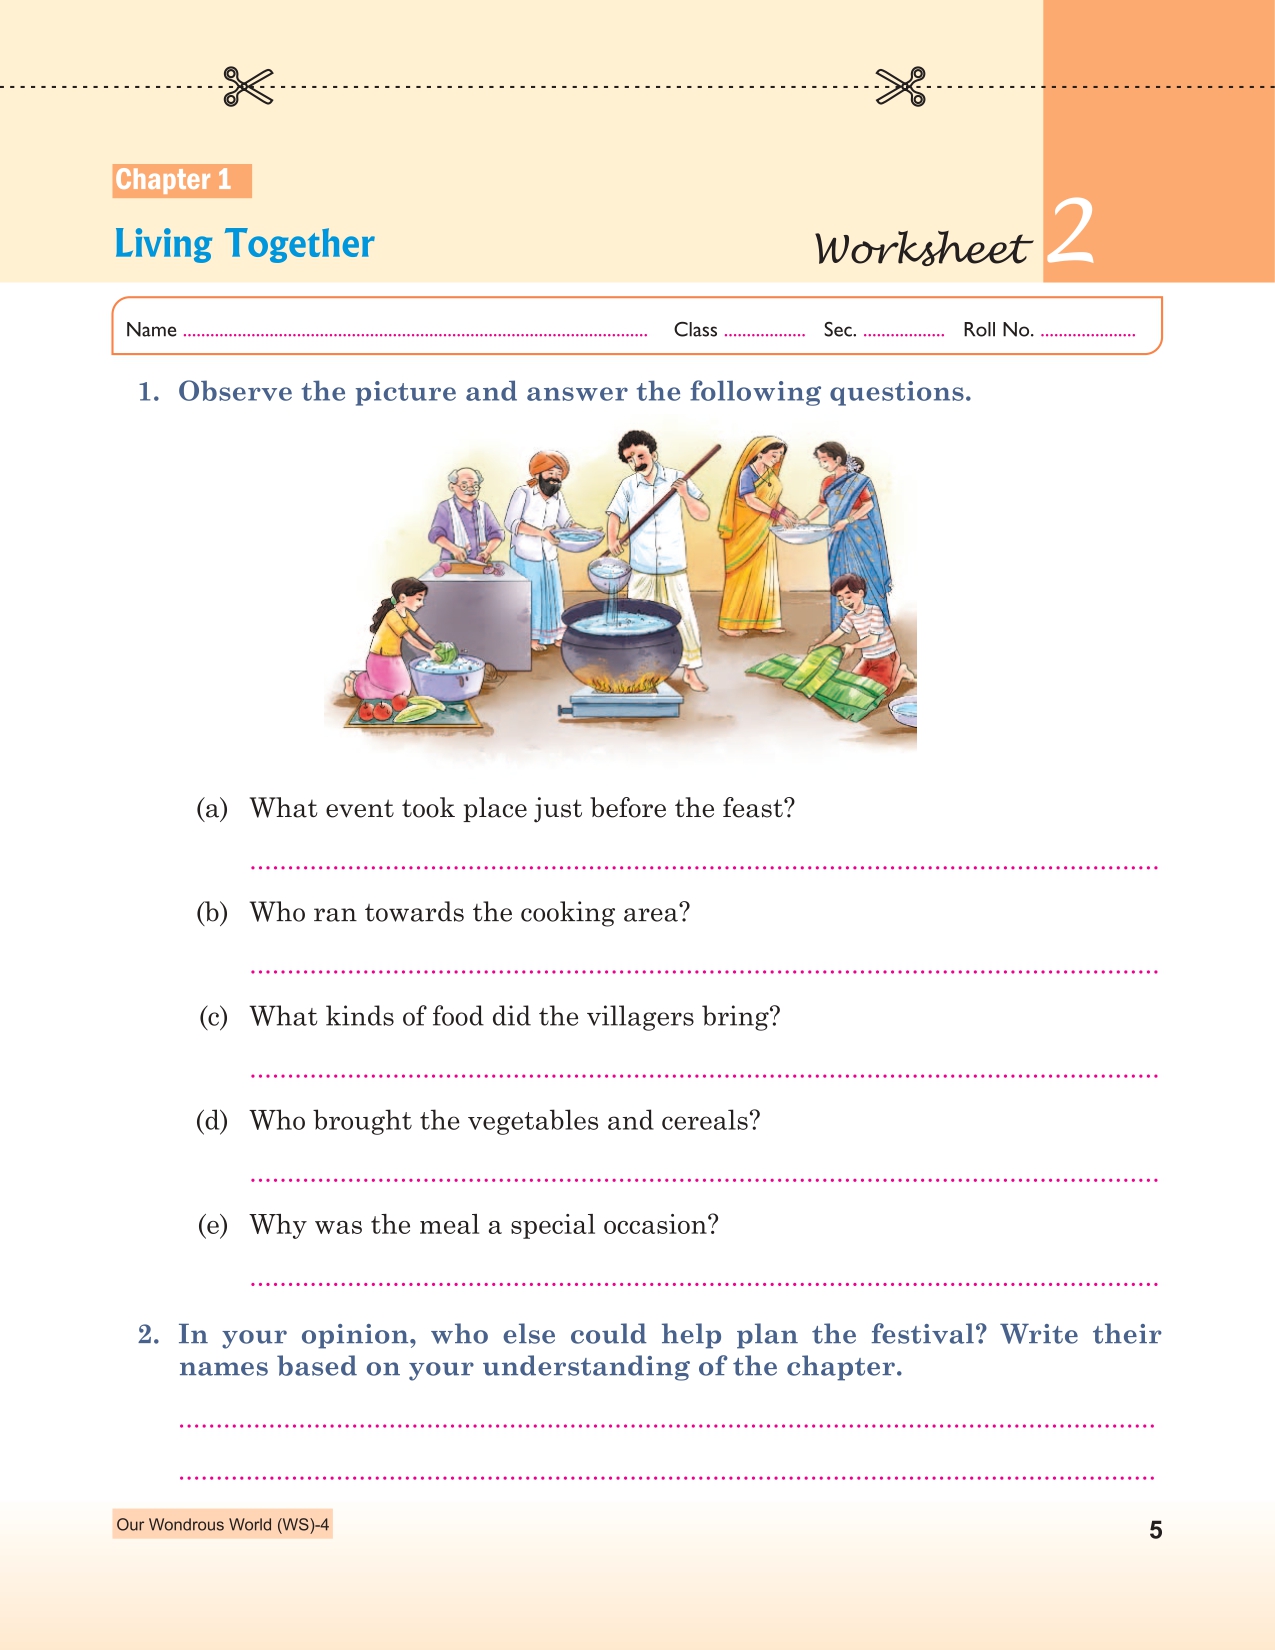 Chapter 1
Living Together
Worksheet 2
Name ........ Class ........ Sec. ........ Roll No. ........
1. Observe the picture and answer the following questions.
(a) What event took place just before the feast?
(b) Who ran towards the cooking area?
(c) What kinds of food did the villagers bring?
(d) Who brought the vegetables and cereals?
(e) Why was the meal a special occasion?
2. In your opinion, who else could help plan the festival? Write their
names based on your understanding of the chapter.
Our Wondrous World (WS)-4
5